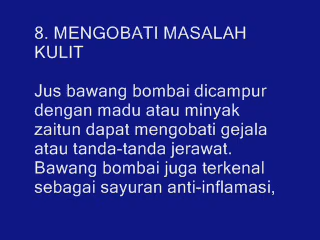 8. MENGOBATI MASALAH
KULIT
Jus bawang bombai dicampur
dengan madu atau minyak
zaitun dapat mengobati gejala
atau tanda-tanda jerawat.
Bawang bombai juga terkenal
sebagai sayuran anti-inflamasi,